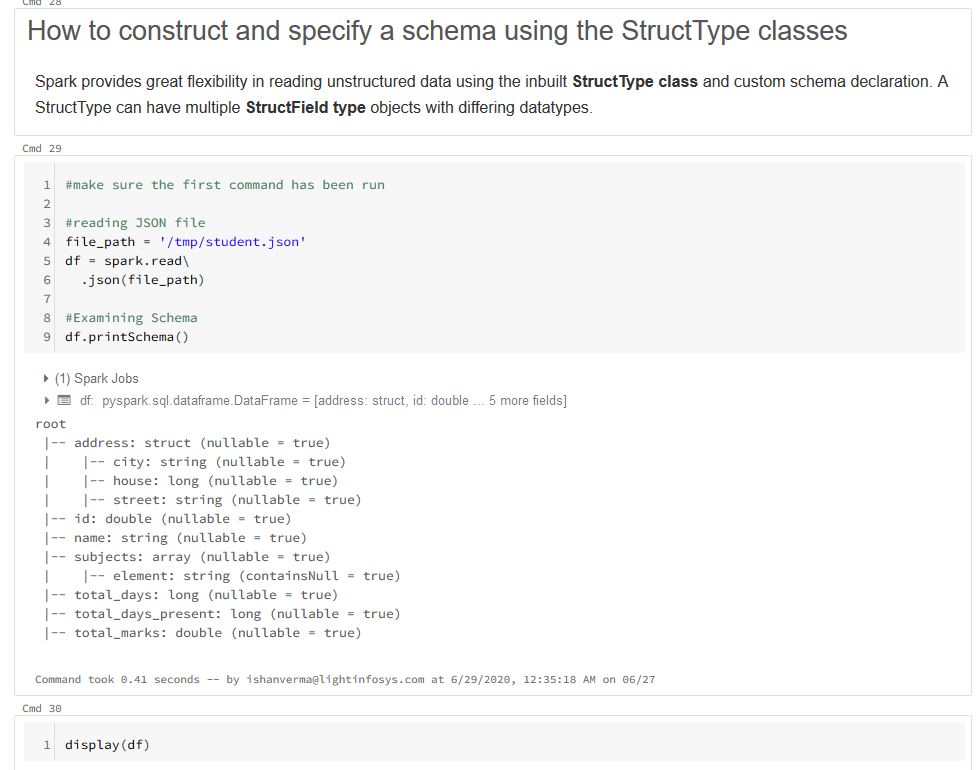 Cmd 28
How to construct and specify a schema using the StructType classes
Spark provides great flexibility in reading unstructured data using the inbuilt StructType class and custom schema declaration. A
StructType can have multiple StructField type objects with differing datatypes.
Cmd 29
1 #make sure the first command has been run
2
3 #reading JSON file
4 file_path = '/tmp/student.json'
5 df = spark.read\
6   .json(file_path)
7
8 #Examining Schema
9 df.printSchema()
(1) Spark Jobs
df: pyspark.sql.dataframe.DataFrame = [address: struct, id: double ... 5 more fields]
root
 |-- address: struct (nullable = true)
 |    |-- city: string (nullable = true)
 |    |-- house: long (nullable = true)
 |    |-- street: string (nullable = true)
 |-- id: double (nullable = true)
 |-- name: string (nullable = true)
 |-- subjects: array (nullable = true)
 |    |-- element: string (containsNull = true)
 |-- total_days: long (nullable = true)
 |-- total_days_present: long (nullable = true)
 |-- total_marks: double (nullable = true)
Command took 0.41 seconds -- by ishanverma@lightinfosys.com at 6/29/2020, 12:35:18 AM on 06/27
Cmd 30
1 display(df)